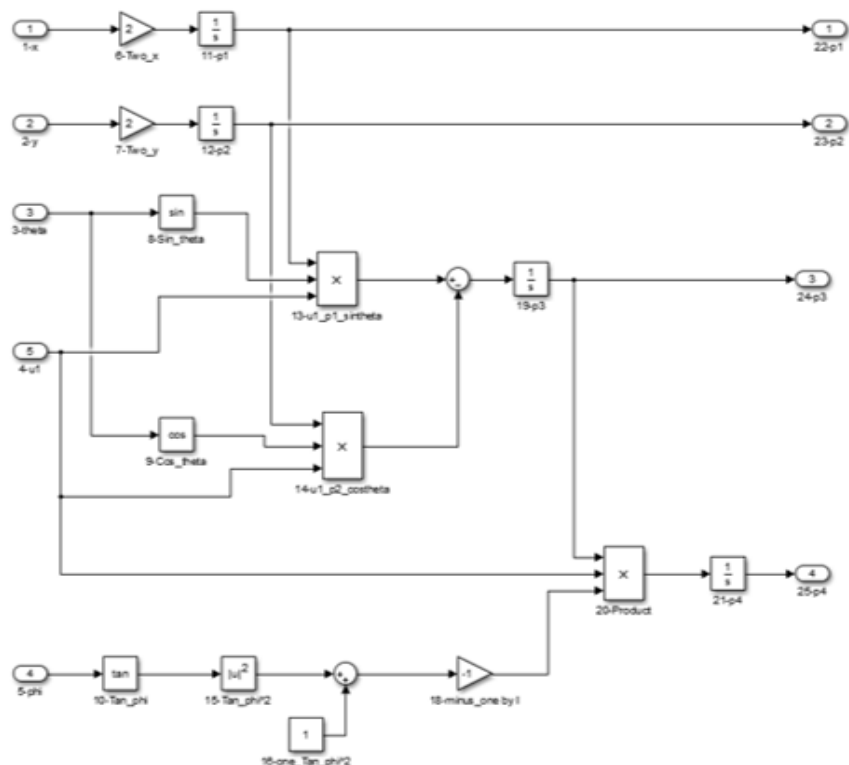 1
1-x
2
6-Two_x
1
s
11-p1
1
22-p1
2
2-y
2
7-Two_y
1
s
12-p2
2
23-p2
3
3-theta
sin
8-Sin_theta
×
13-u1_p1_sintheta
+
-
1
s
19-p3
3
24-p3
5
4-u1
cos
9-Cos_theta
×
14-u1_p2_costheta
×
20-Product
1
s
21-p4
4
25-p4
4
5-phi
tan
10-Tan_phi
|u|²
15-Tan_phi^2
+
+
-1
18-minus_one by l
1
16-one_Tan_phi^2